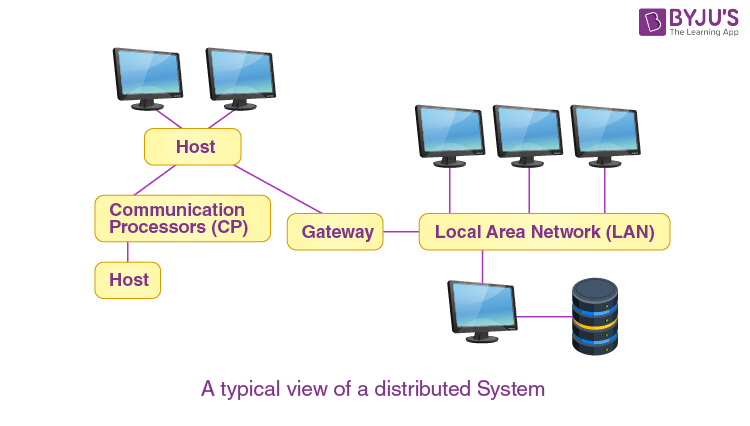 BYJU'S
The Learning App
Host
Communication
Processors (CP)
Gateway
Local Area Network (LAN)
Host
A typical view of a distributed System